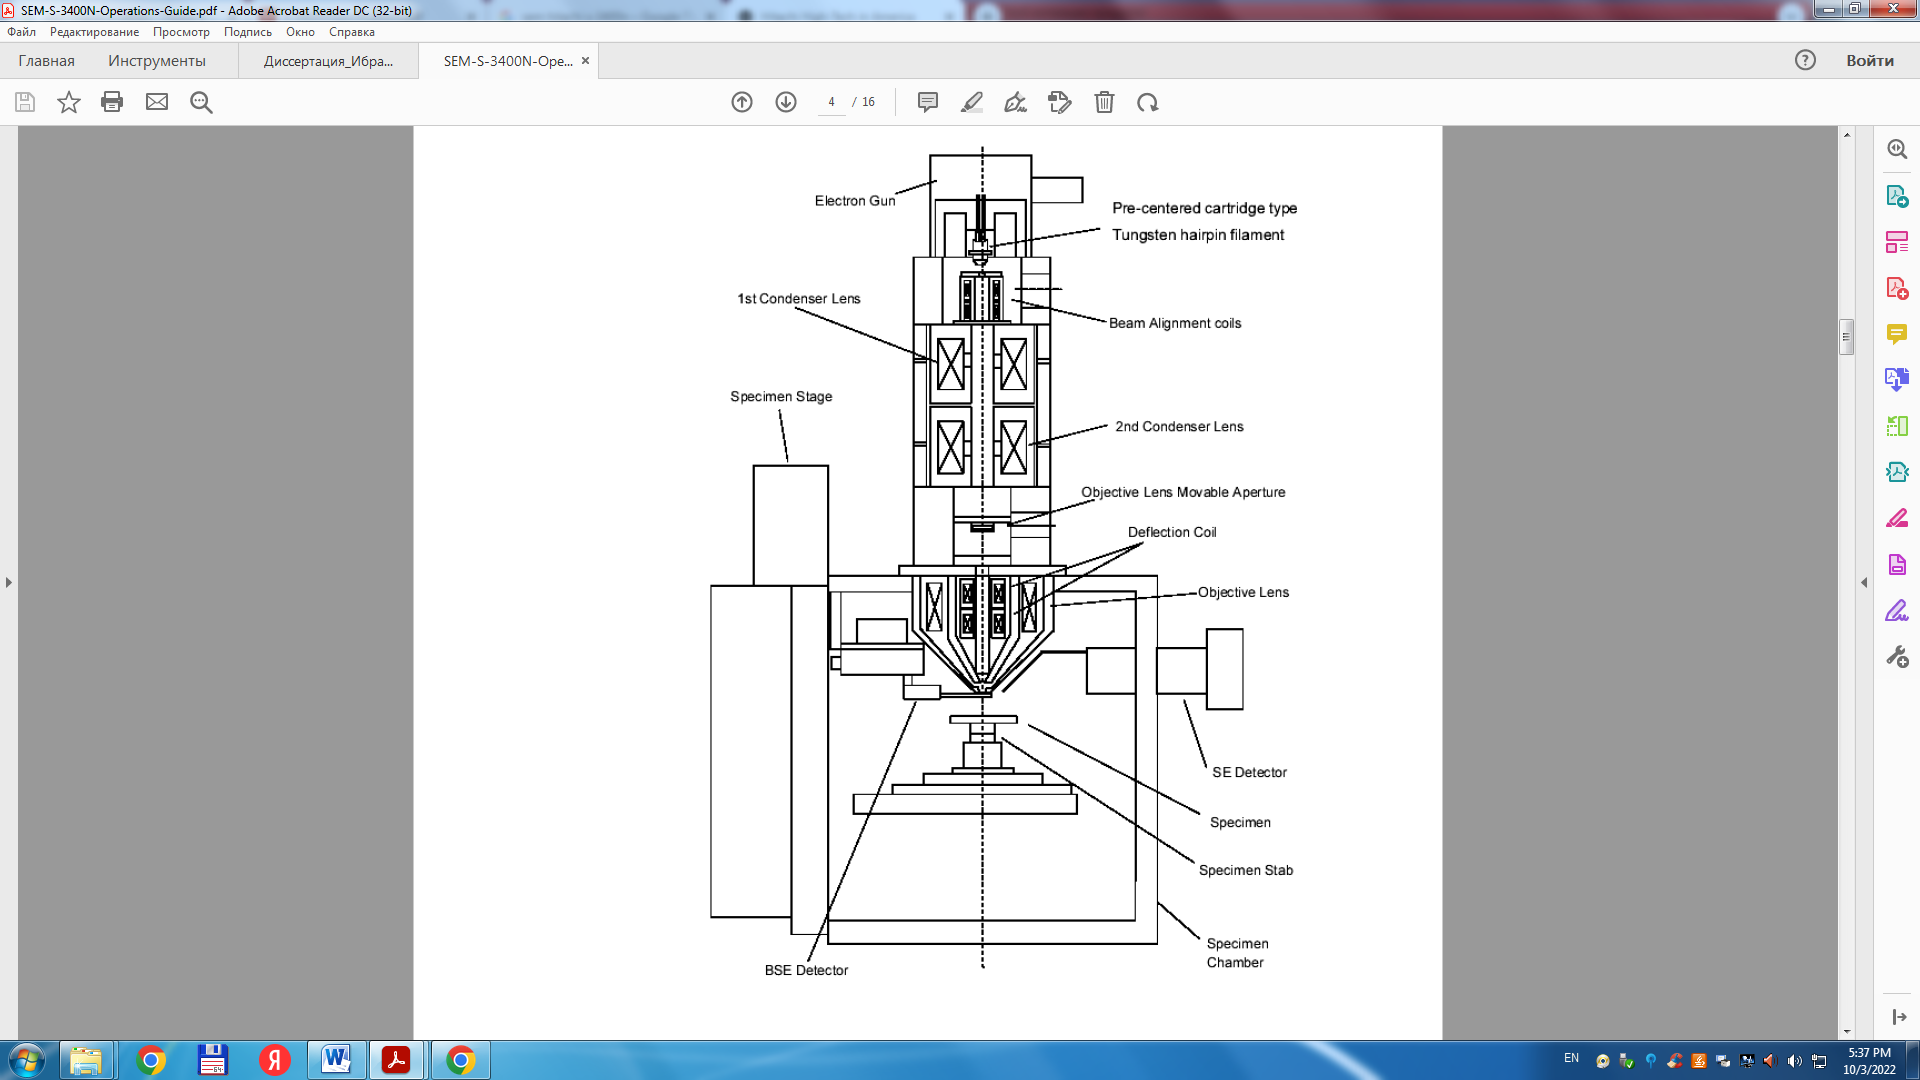 SEM-S-3400N-Operations-Guide.pdf - Adobe Acrobat Reader DC (32-bit)
Файл Редактирование Просмотр Подпись Окно Справка
Главная Инструменты Диссертация_Ибра... SEM-S-3400N-Ope... × ? Войти
4 / 16
Electron Gun
Pre-centered cartridge type
Tungsten hairpin filament
1st Condenser Lens
Beam Alignment coils
Specimen Stage
2nd Condenser Lens
Objective Lens Movable Aperture
Deflection Coil
Objective Lens
SE Detector
Specimen
Specimen Stab
Specimen
Chamber
BSE Detector
Я W 64 EN
5:37 PM
10/3/2022